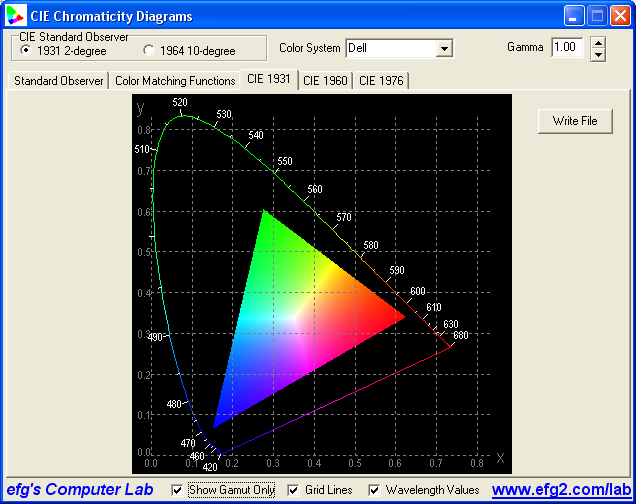 CIE Chromaticity Diagrams
CIE Standard Observer
1931 2-degree 1964 10-degree
Color System Dell
Gamma 1.00
Standard Observer Color Matching Functions CIE 1931 CIE 1960 CIE 1976
Write File
y
520
530
0.8
540
510
550
0.7
560
0.6
570
0.5
580
590
0.4
600
610
0.3
630
490
680
0.2
480
0.1
470
460
0.0
420
x
0.0 0.1 0.2 0.3 0.4 0.5 0.6 0.7 0.8
efg's Computer Lab
Show Gamut Only Grid Lines Wavelength Values
www.efg2.com/lab